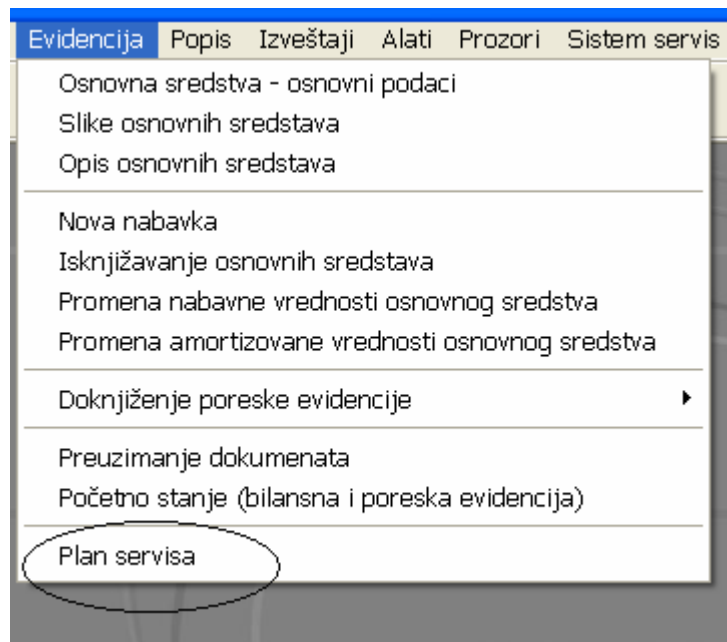 Evidencija Popis Izveštaji Alati Prozori Sistem servis
Osnovna sredstva - osnovni podaci
Slike osnovnih sredstava
Opis osnovnih sredstava
Nova nabavka
Isknjižavanje osnovnih sredstava
Promena nabavne vrednosti osnovnog sredstva
Promena amortizovane vrednosti osnovnog sredstva
Doknjiženje poreske evidencije
Preuzimanje dokumenata
Početno stanje (bilansna i poreska evidencija)
Plan servisa